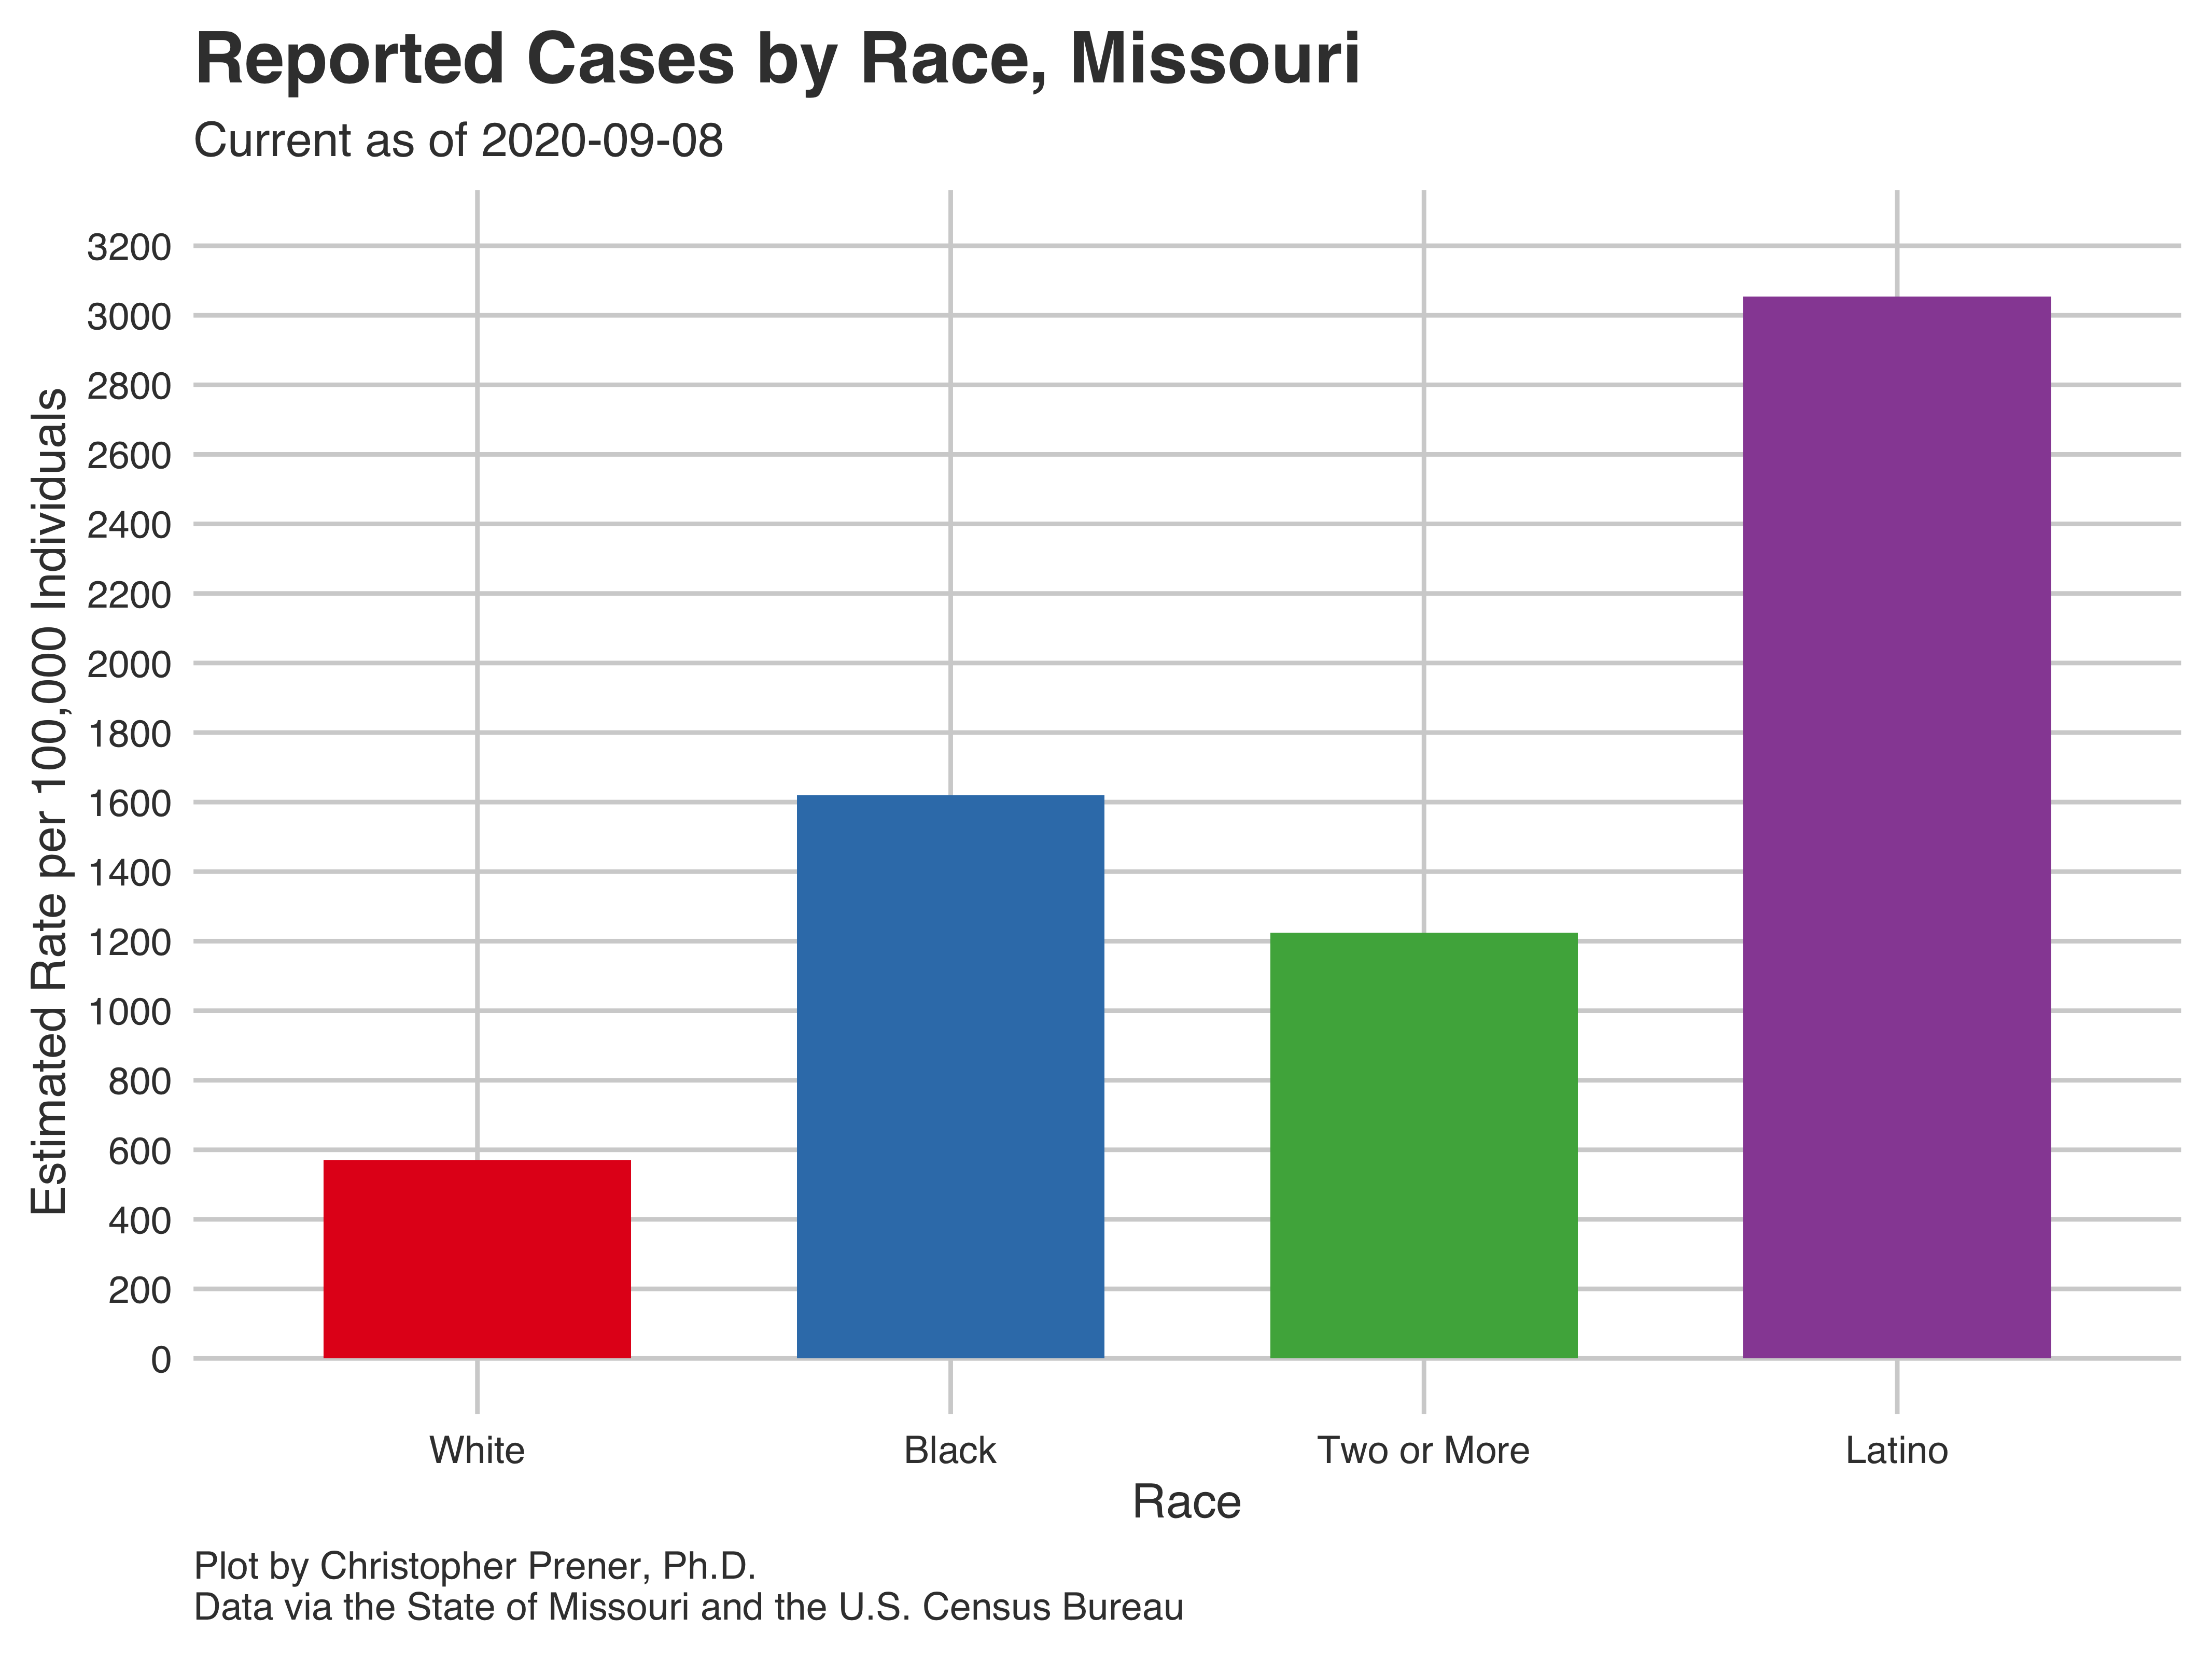 Reported Cases by Race, Missouri
Current as of 2020-09-08
Estimated Rate per 100,000 Individuals
3200
3000
2800
2600
2400
2200
2000
1800
1600
1400
1200
1000
800
600
400
200
0
White Black Two or More Latino
Race
Plot by Christopher Prener, Ph.D.
Data via the State of Missouri and the U.S. Census Bureau